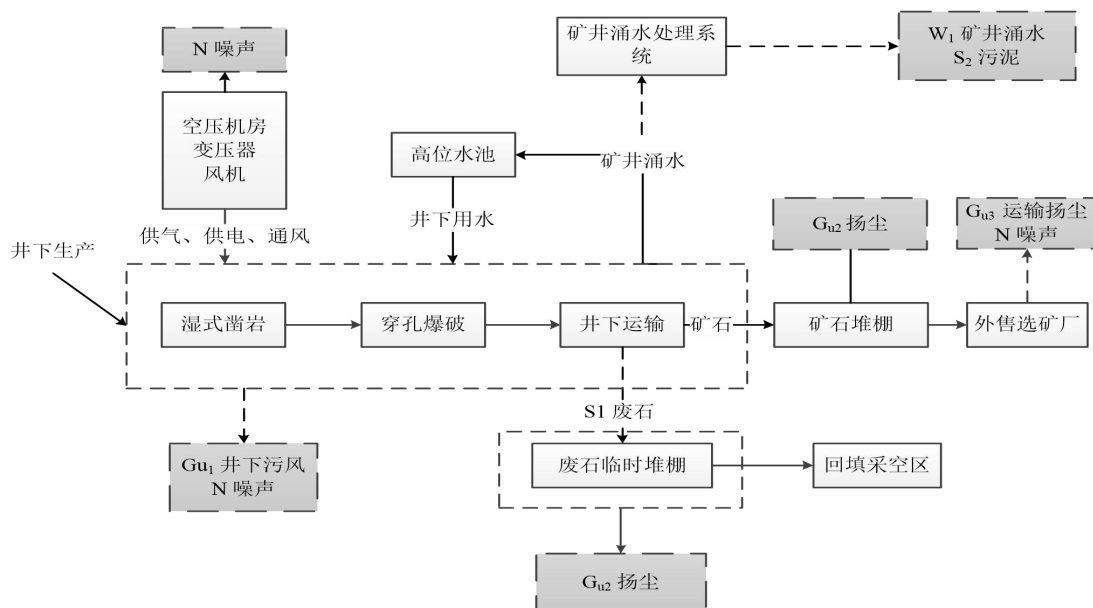 N 噪声
矿井涌水处理系
统
W₁ 矿井涌水
S₂ 污泥
空压机房
变压器
风机
高位水池
矿井涌水
井下用水
供气、供电、通风
G_u2 扬尘
G_u3 运输扬尘
N 噪声
井下生产
湿式凿岩
穿孔爆破
井下运输
矿石
矿石堆棚
外售选矿厂
S1 废石
Gu₁ 井下污风
N 噪声
废石临时堆棚
回填采空区
G_u2 扬尘